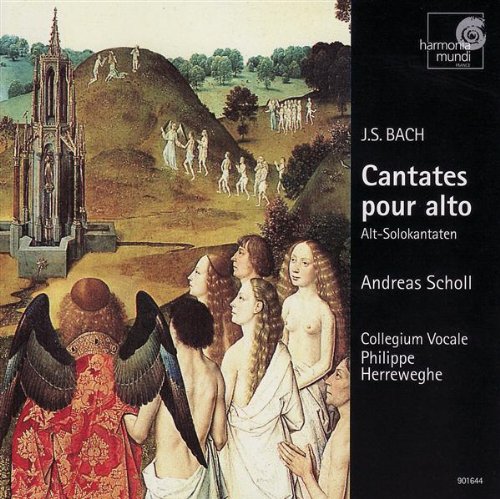 harmonia
mundi
FRANCE
J.S. BACH
Cantates
pour alto
Alt-Solokantaten
Andreas Scholl
Collegium Vocale
Philippe
Herreweghe
901644